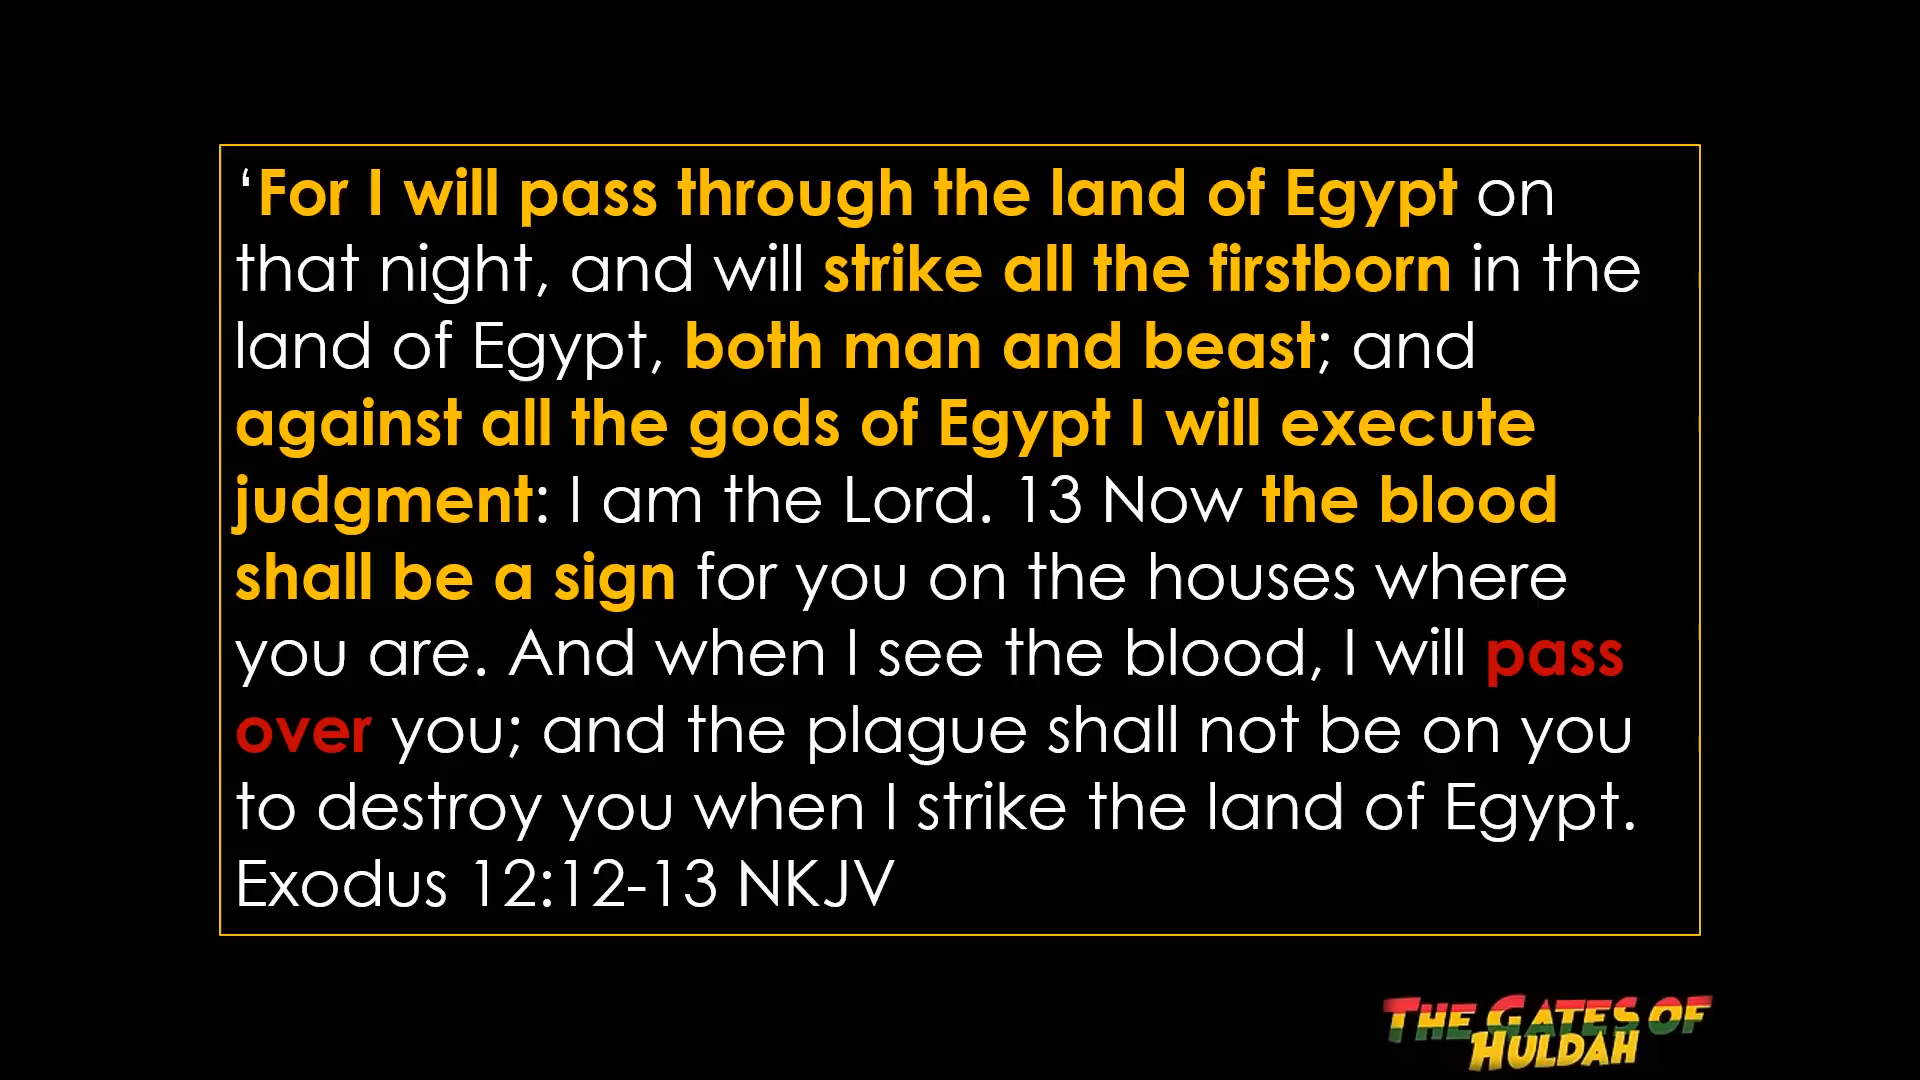 ‘For I will pass through the land of Egypt on
that night, and will strike all the firstborn in the
land of Egypt, both man and beast; and
against all the gods of Egypt I will execute
judgment: I am the Lord. 13 Now the blood
shall be a sign for you on the houses where
you are. And when I see the blood, I will pass
over you; and the plague shall not be on you
to destroy you when I strike the land of Egypt.
Exodus 12:12-13 NKJV
THE GATES OF
HULDAH